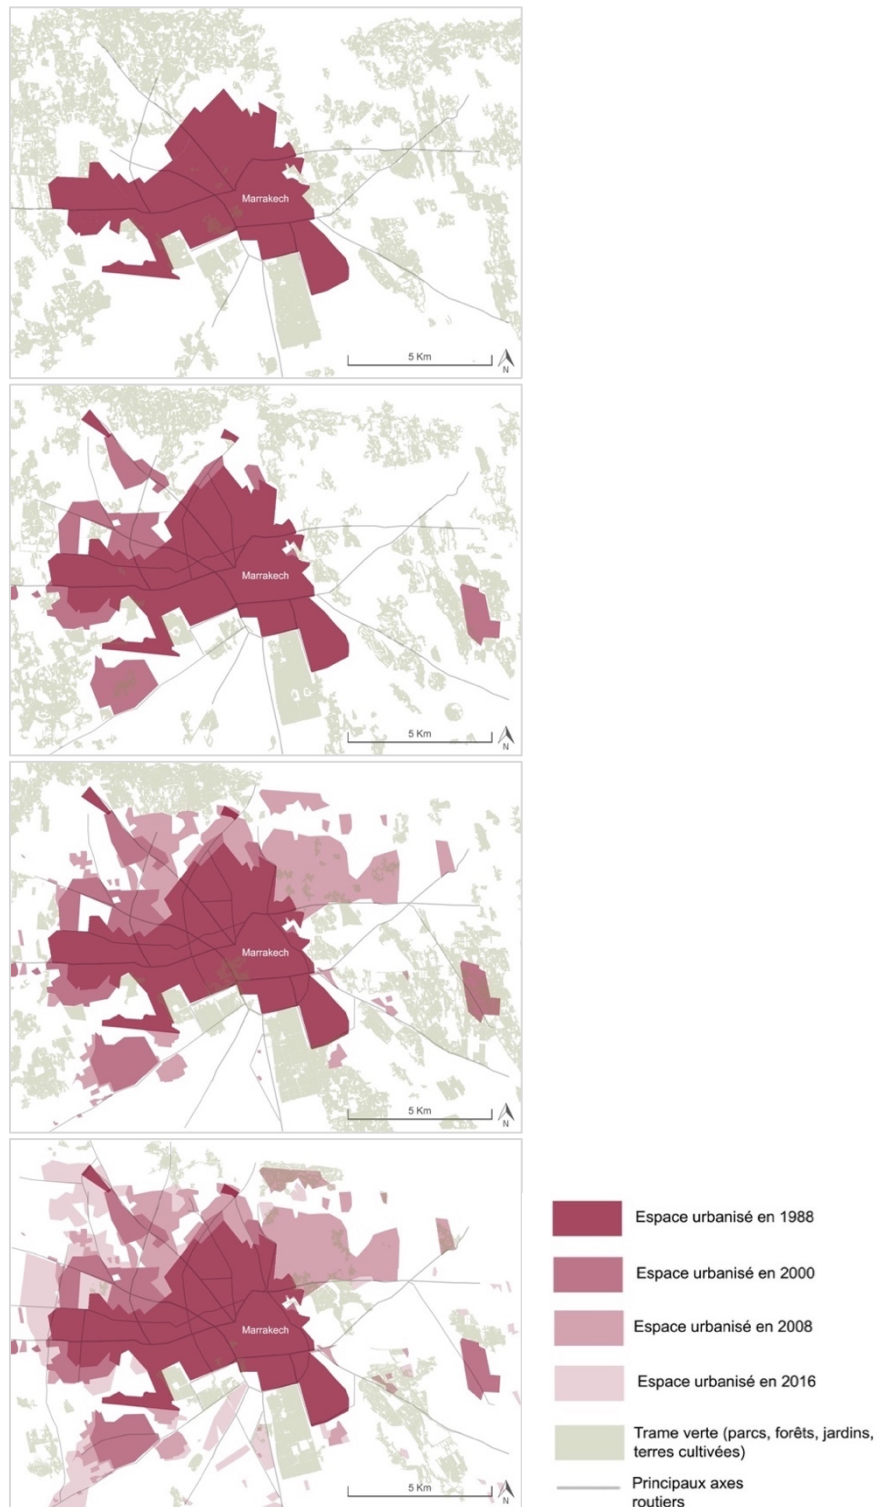 Marrakech
5 Km
N
Marrakech
5 Km
N
Marrakech
5 Km
N
Marrakech
5 Km
N
Espace urbanisé en 1988
Espace urbanisé en 2000
Espace urbanisé en 2008
Espace urbanisé en 2016
Trame verte (parcs, forêts, jardins,
terres cultivées)
Principaux axes
routiers